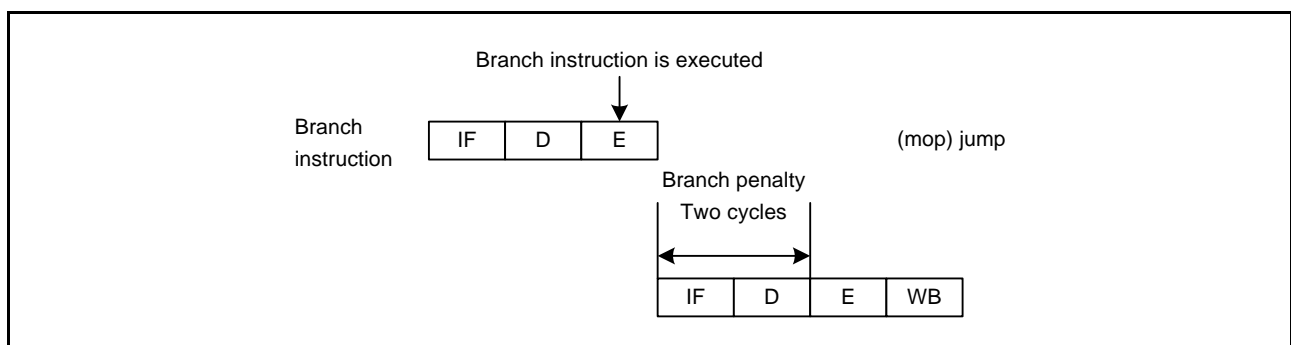 Branch instruction is executed
Branch
instruction
IF D E
(mop) jump
Branch penalty
Two cycles
IF D E WB